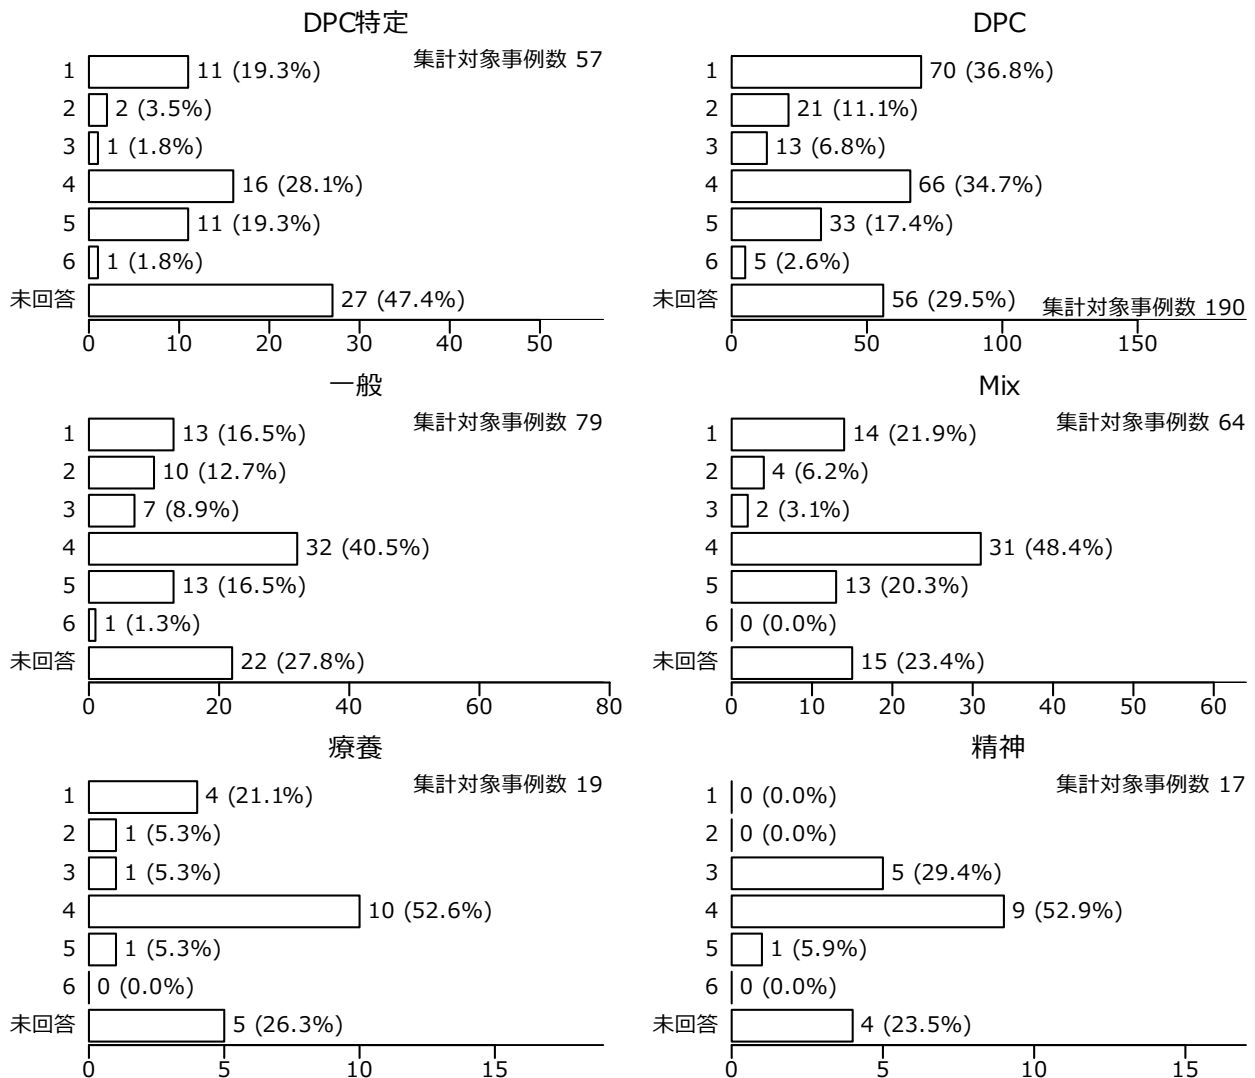 DPC特定
集計対象事例数 57
1 11 (19.3%)
2 2 (3.5%)
3 1 (1.8%)
4 16 (28.1%)
5 11 (19.3%)
6 1 (1.8%)
未回答 27 (47.4%)
0 10 20 30 40 50
DPC
1 70 (36.8%)
2 21 (11.1%)
3 13 (6.8%)
4 66 (34.7%)
5 33 (17.4%)
6 5 (2.6%)
未回答 56 (29.5%)
集計対象事例数 190
0 50 100 150
一般
集計対象事例数 79
1 13 (16.5%)
2 10 (12.7%)
3 7 (8.9%)
4 32 (40.5%)
5 13 (16.5%)
6 1 (1.3%)
未回答 22 (27.8%)
0 20 40 60 80
Mix
集計対象事例数 64
1 14 (21.9%)
2 4 (6.2%)
3 2 (3.1%)
4 31 (48.4%)
5 13 (20.3%)
6 0 (0.0%)
未回答 15 (23.4%)
0 10 20 30 40 50 60
療養
集計対象事例数 19
1 4 (21.1%)
2 1 (5.3%)
3 1 (5.3%)
4 10 (52.6%)
5 1 (5.3%)
6 0 (0.0%)
未回答 5 (26.3%)
0 5 10 15
精神
集計対象事例数 17
1 0 (0.0%)
2 0 (0.0%)
3 5 (29.4%)
4 9 (52.9%)
5 1 (5.9%)
6 0 (0.0%)
未回答 4 (23.5%)
0 5 10 15